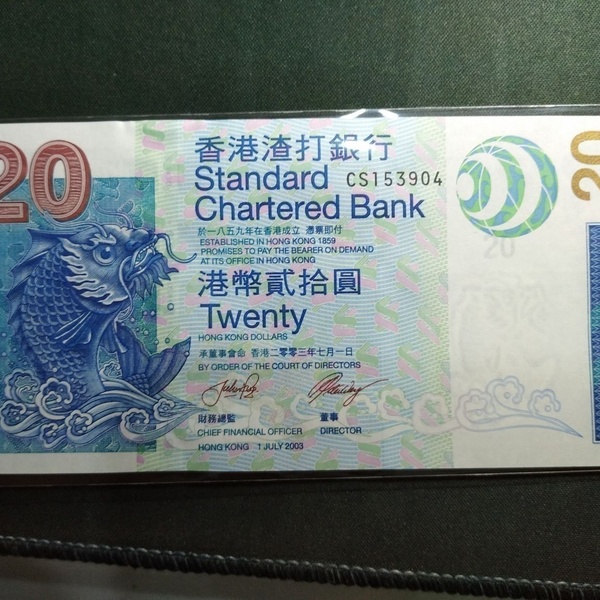 20
香港渣打銀行
Standard
CS153904
Chartered Bank
於一八五九年在香港成立 憑票即付
ESTABLISHED IN HONG KONG 1859
PROMISES TO PAY THE BEARER ON DEMAND
AT ITS OFFICE IN HONG KONG
港幣貳拾圓
Twenty
HONG KONG DOLLARS
承董事會命 香港二零零三年七月一日
BY ORDER OF THE COURT OF DIRECTORS
財務總監 董事
CHIEF FINANCIAL OFFICER DIRECTOR
HONG KONG 1 JULY 2003
20
20